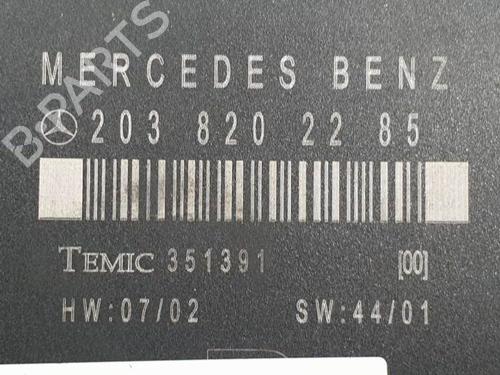 MERCEDES BENZ
203 820 22 85
TEMIC 351391 [00]
HW:07/02 SW:44/01
B-PARTS